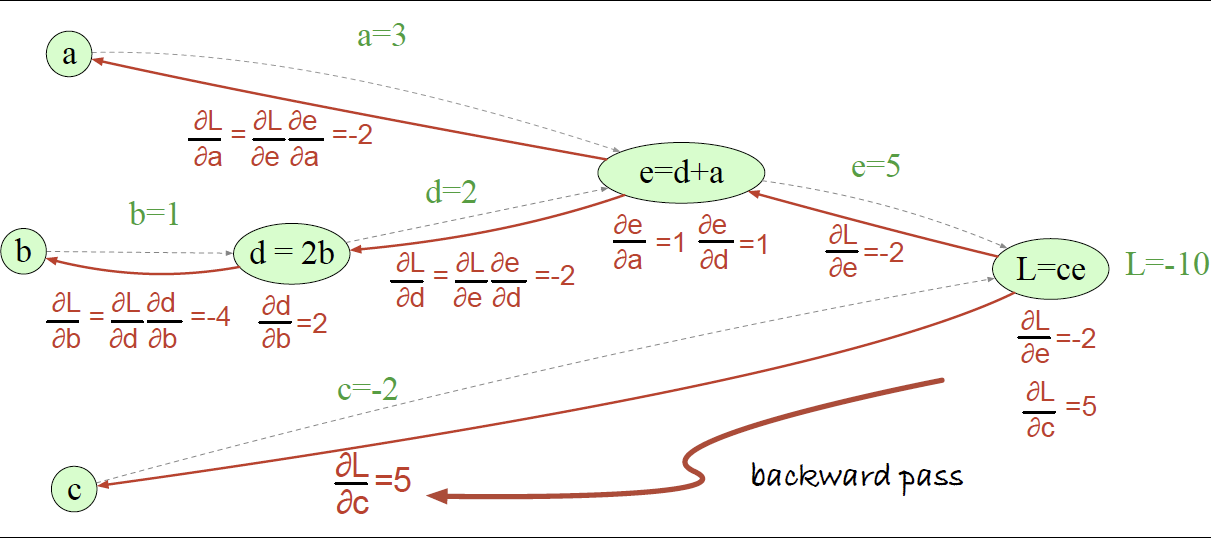 a
a=3
∂L/∂a = ∂L/∂e ∂e/∂a =-2
e=d+a
e=5
d=2
b=1
b
d = 2b
∂e/∂a =1 ∂e/∂d =1
∂L/∂e =-2
L=ce
L=-10
∂L/∂d = ∂L/∂e ∂e/∂d =-2
∂L/∂b = ∂L/∂d ∂d/∂b =-4
∂d/∂b =2
∂L/∂e =-2
c=-2
∂L/∂c =5
c
∂L/∂c =5
backward pass